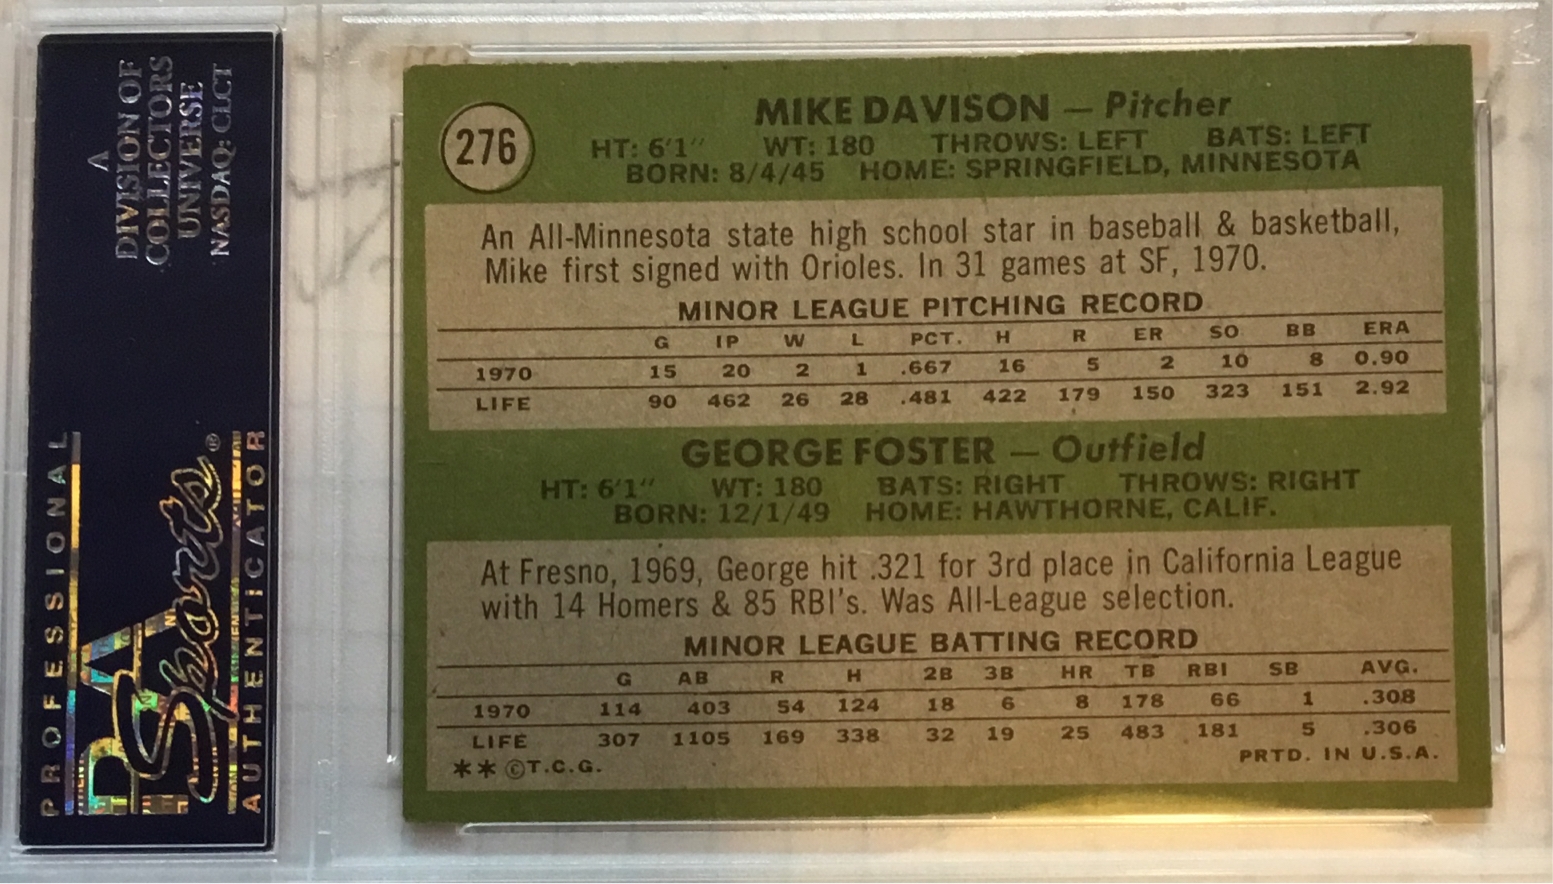 A
DIVISION OF
COLLECTORS
UNIVERSE
NASDAQ: CLCT
PROFESSIONAL
PSA
Sports®
AUTHENTICATOR
276
MIKE DAVISON — Pitcher
HT: 6'1" WT: 180 THROWS: LEFT BATS: LEFT
BORN: 8/4/45 HOME: SPRINGFIELD, MINNESOTA
An All-Minnesota state high school star in baseball & basketball,
Mike first signed with Orioles. In 31 games at SF, 1970.
MINOR LEAGUE PITCHING RECORD
G IP W L PCT. H R ER SO BB ERA
1970 15 20 2 1 .667 16 5 2 10 8 0.90
LIFE 90 462 26 28 .481 422 179 150 323 151 2.92
GEORGE FOSTER — Outfield
HT: 6'1" WT: 180 BATS: RIGHT THROWS: RIGHT
BORN: 12/1/49 HOME: HAWTHORNE, CALIF.
At Fresno, 1969, George hit .321 for 3rd place in California League
with 14 Homers & 85 RBI's. Was All-League selection.
MINOR LEAGUE BATTING RECORD
G AB R H 2B 3B HR TB RBI SB AVG.
1970 114 403 54 124 18 6 8 178 66 1 .308
LIFE 307 1105 169 338 32 19 25 483 181 5 .306
**©T.C.G. PRTD. IN U.S.A.